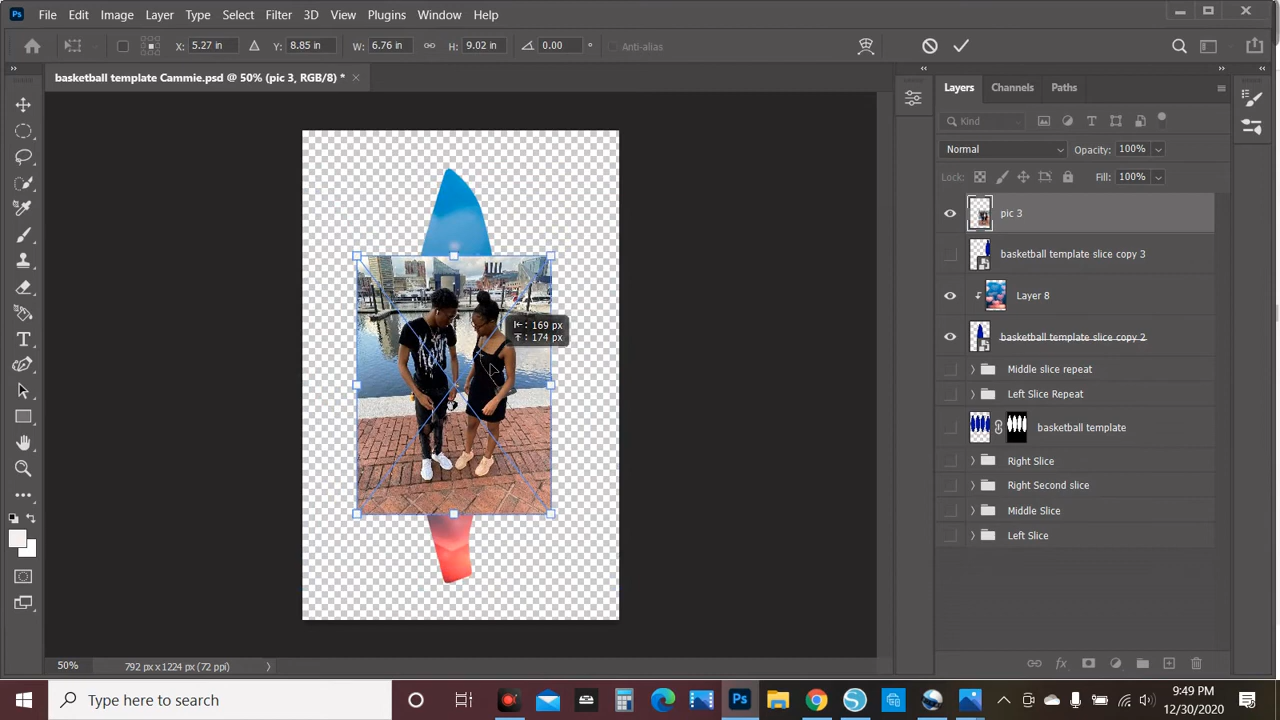 Ps File Edit Image Layer Type Select Filter 3D View Plugins Window Help
X: 5.27 in Y: 8.85 in W: 6.76 in H: 9.02 in 0.00 ° Anti-alias
basketball template Cammie.psd @ 50% (pic 3, RGB/8) *
Layers Channels Paths
Kind
Normal Opacity: 100%
Lock: Fill: 100%
pic 3
basketball template slice copy 3
Layer 8
basketball template slice copy 2
Middle slice repeat
Left Slice Repeat
basketball template
Right Slice
Right Second slice
Middle Slice
Left Slice
: 169 px
: 174 px
50% 792 px x 1224 px (72 ppi)
Type here to search
Ps
9:49 PM
12/30/2020